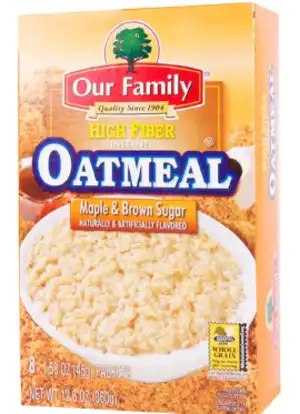 Our Family
Quality Since 1904
HIGH FIBER
INSTANT
OATMEAL
Maple & Brown Sugar
NATURALLY & ARTIFICIALLY FLAVORED
WHOLE
GRAIN
8 - 1.58 OZ (45g) PACKETS
NET WT 12.6 OZ (360g)